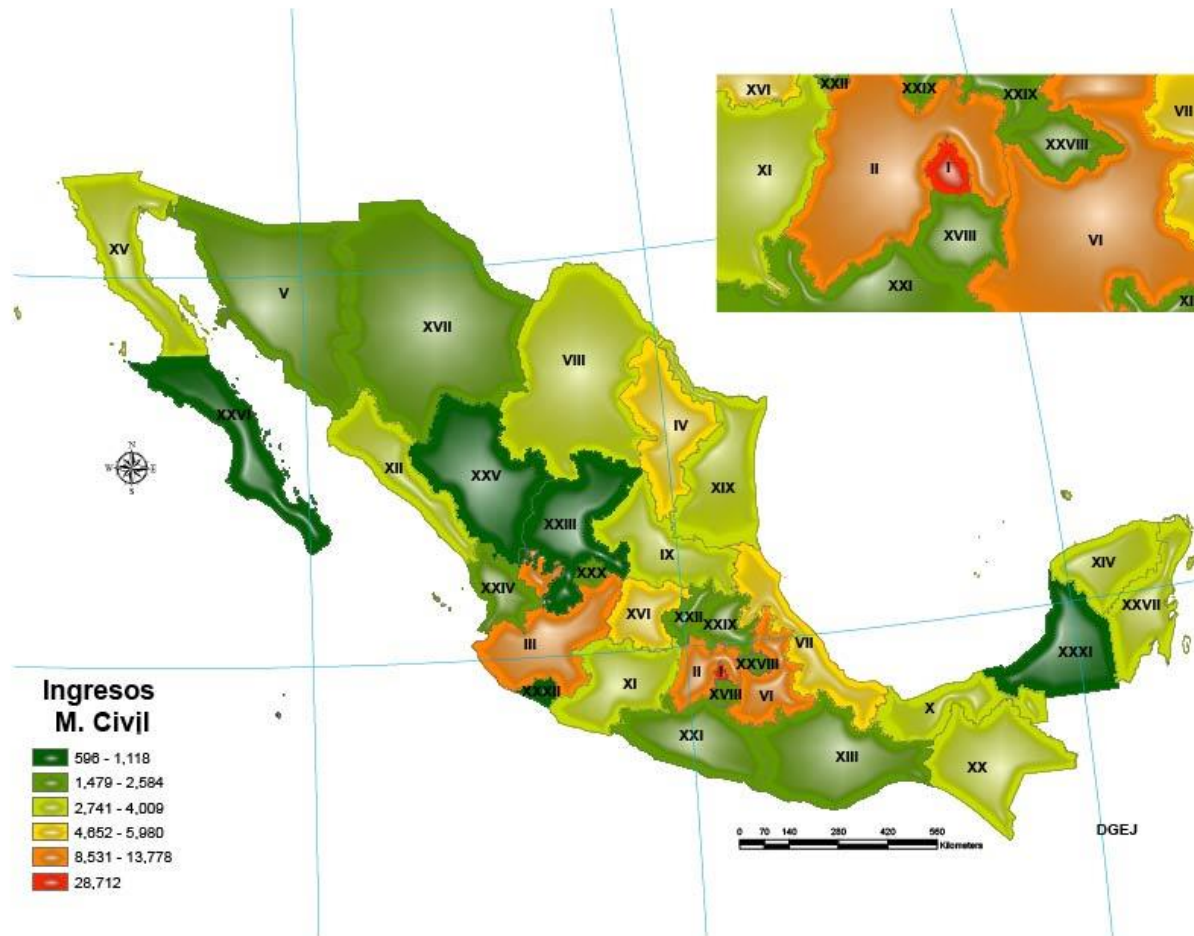 XVI
XXII
XXIX
XXIX
VII
XXVIII
XI
II
I
XVIII
VI
XXI
XI
XV
V
XVII
VIII
IV
XXVI
XII
XXV
XIX
XXIII
IX
XXX
XXIV
XVI
XXII
XXIX
III
VII
XIV
XXVII
XXXI
XXVIII
II
I
XI
XVIII
VI
XXXII
X
XXI
XIII
XX
N
W E
S
Ingresos
M. Civil
596 - 1,118
1,479 - 2,584
2,741 - 4,009
4,652 - 5,980
8,531 - 13,778
28,712
0 70 140 280 420 560
Kilometers
DGEJ